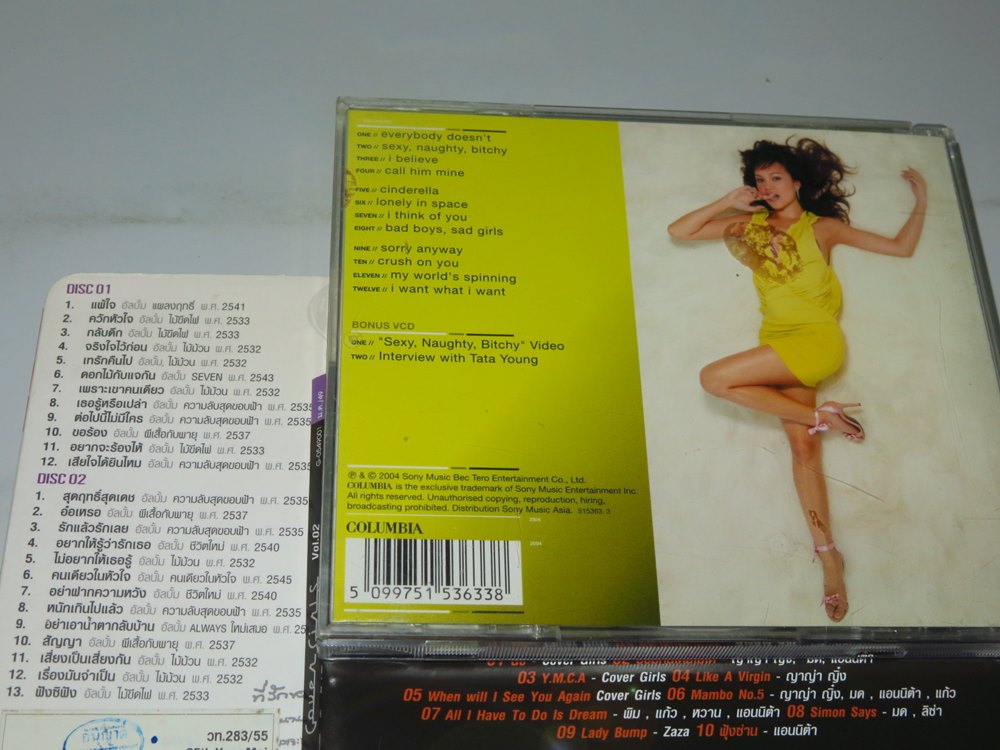 ONE // everybody doesn't
TWO // sexy, naughty, bitchy
THREE // i believe
FOUR // call him mine
FIVE // cinderella
SIX // lonely in space
SEVEN // i think of you
EIGHT // bad boys, sad girls
NINE // sorry anyway
TEN // crush on you
ELEVEN // my world's spinning
TWELVE // i want what i want
BONUS VCD
ONE // "Sexy, Naughty, Bitchy" Video
TWO // Interview with Tata Young
℗ & © 2004 Sony Music Bec Tero Entertainment Co., Ltd.
COLUMBIA is the exclusive trademark of Sony Music Entertainment Inc.
All rights reserved. Unauthorised copying, reproduction, hiring,
broadcasting prohibited. Distribution Sony Music Asia. 515363. 3
COLUMBIA
5 099751 536338
DISC 01
1. แพ้ใจ อัลบั้ม แผลงฤทธิ์ พ.ศ. 2541
2. ควักหัวใจ อัลบั้ม ไม้ขีดไฟ พ.ศ. 2533
3. กลับดึก อัลบั้ม ไม้ขีดไฟ พ.ศ. 2533
4. จริงใจไว้ก่อน อัลบั้ม ไม้ม้วน พ.ศ. 2532
5. เทรักคืนไป อัลบั้ม ไม้ม้วน พ.ศ. 2532
6. ดอกไม้กับแจกัน อัลบั้ม SEVEN พ.ศ. 2543
7. เพราะเขาคนเดียว อัลบั้ม ไม้ม้วน พ.ศ. 2532
8. เธอรู้หรือเปล่า อัลบั้ม ความลับสุดขอบฟ้า พ.ศ. 2535
9. ต่อไปนี้ไม่มีใคร อัลบั้ม ความลับสุดขอบฟ้า พ.ศ. 2535
10. ขอร้อง อัลบั้ม ผีเสื้อกับพายุ พ.ศ. 2537
11. อยากจะร้องไห้ อัลบั้ม ไม้ขีดไฟ พ.ศ. 2533
12. เสียใจได้ยินไหม อัลบั้ม ความลับสุดขอบฟ้า พ.ศ. 2535
DISC 02
1. สุดฤทธิ์สุดเดช อัลบั้ม ความลับสุดขอบฟ้า พ.ศ. 2535
2. อ๋อเหรอ อัลบั้ม ผีเสื้อกับพายุ พ.ศ. 2537
3. รักแล้วรักเลย อัลบั้ม ความลับสุดขอบฟ้า พ.ศ. 2535
4. อยากให้รู้ว่ารักเธอ อัลบั้ม ชีวิตใหม่ พ.ศ. 2540
5. ไม่อยากให้เธอรู้ อัลบั้ม ไม้ม้วน พ.ศ. 2532
6. คนเดียวในหัวใจ อัลบั้ม คนเดียวในหัวใจ พ.ศ. 2545
7. อย่าฝากความหวัง อัลบั้ม ชีวิตใหม่ พ.ศ. 2540
8. หนักเกินไปแล้ว อัลบั้ม ความลับสุดขอบฟ้า พ.ศ. 2535
9. อย่าเอาน้ำตากลับบ้าน อัลบั้ม ALWAYS ใหม่เสมอ พ.ศ. 25
10. สัญญา อัลบั้ม ผีเสื้อกับพายุ พ.ศ. 2537
11. เสี่ยงเป็นเสี่ยงกัน อัลบั้ม ไม้ม้วน พ.ศ. 2532
12. เรื่องมันจำเป็น อัลบั้ม ไม้ม้วน พ.ศ. 2532
13. ฟังซิฟัง อัลบั้ม ไม้ขีดไฟ พ.ศ. 2533
วท.283/55
Vol.02
03 Y.M.C.A - Cover Girls 04 Like A Virgin - ญาญ่า ญิ๋ง
05 When will I See You Again Cover Girls 06 Mambo No.5 - ญาญ่า ญิ๋ง, มด, แอนนิต้า, แก้ว
07 All I Have To Do Is Dream - พิม, แก้ว, หวาน, แอนนิต้า 08 Simon Says - มด, ลิซ่า
09 Lady Bump - Zaza 10 ฟุ้งซ่าน - แอนนิต้า